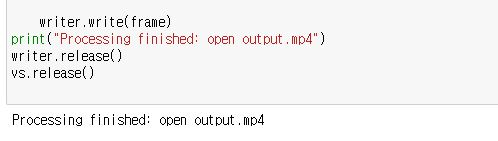 writer.write(frame)
print("Processing finished: open output.mp4")
writer.release()
vs.release()
Processing finished: open output.mp4